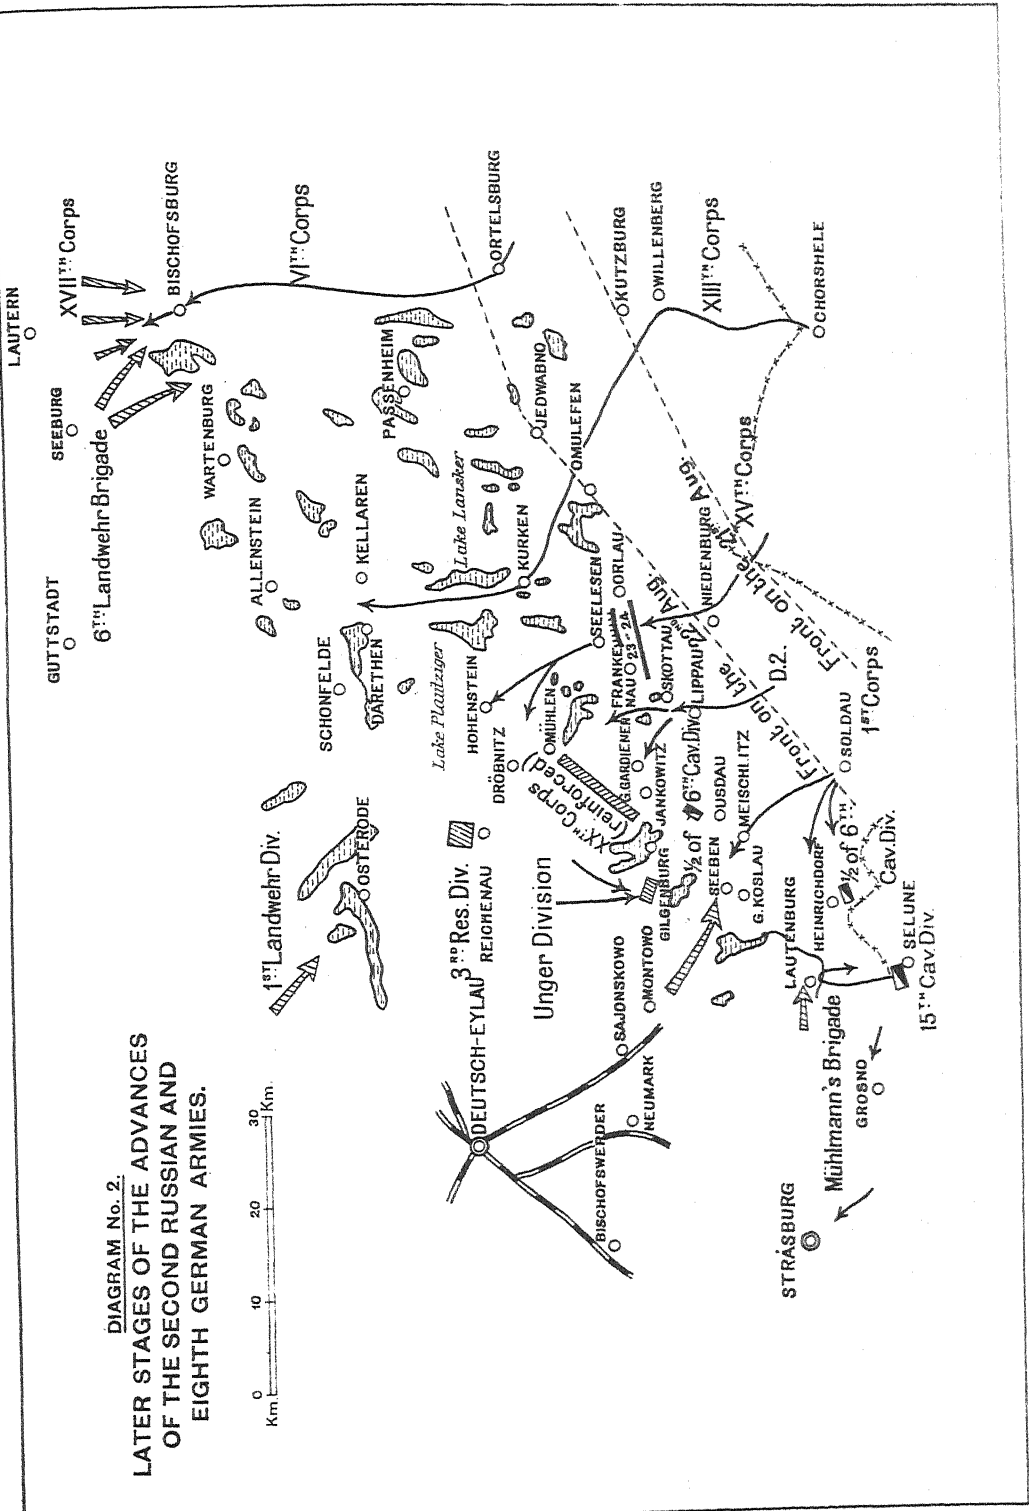 DIAGRAM No. 2.
LATER STAGES OF THE ADVANCES
OF THE SECOND RUSSIAN AND
EIGHTH GERMAN ARMIES.
0 10 20 30
Km. Km.
LAUTERN
XVIITH Corps
BISCHOFSBURG
SEEBURG
6TH Landwehr Brigade
GUTTSTADT
WARTENBURG
VITH Corps
ALLENSTEIN
ORTELSBURG
PASSENHEIM
KELLAREN
SCHONFELDE
DARETHEN
Lake Lansker
Lake Plautziger
JEDWABNO
OMULEFEN
KURKEN
KUTZBURG
WILLENBERG
XIIITH Corps
CHORSHELE
1ST Landwehr Div.
OSTERODE
HOHENSTEIN
DRÖBNITZ
MÜHLEN
SEELESEN
ORLAU
FRANKENAU
23-24
SKOTTAU
LIPPAU
NIEDENBURG
XVTH Corps
Front on the 21ST Aug.
Front on the 22ND Aug.
D.2.
3RD Res. Div.
REICHENAU
XXTH Corps
(reinforced)
G.GARDIENEN
JANKOWITZ
Unger Division
GILGENBURG
½ of 6TH Cav. Div.
USDAU
MEISCHLITZ
SEEBEN
G.KOSLAU
SOLDAU
1ST Corps
HEINRICHDORF
½ of 6TH
Cav. Div.
LAUTENBURG
SELUNE
15TH Cav. Div.
DEUTSCH-EYLAU
SAJONSKOWO
MONTOWO
NEUMARK
BISCHOFSWERDER
Mühlmann's Brigade
GROSNO
STRASBURG